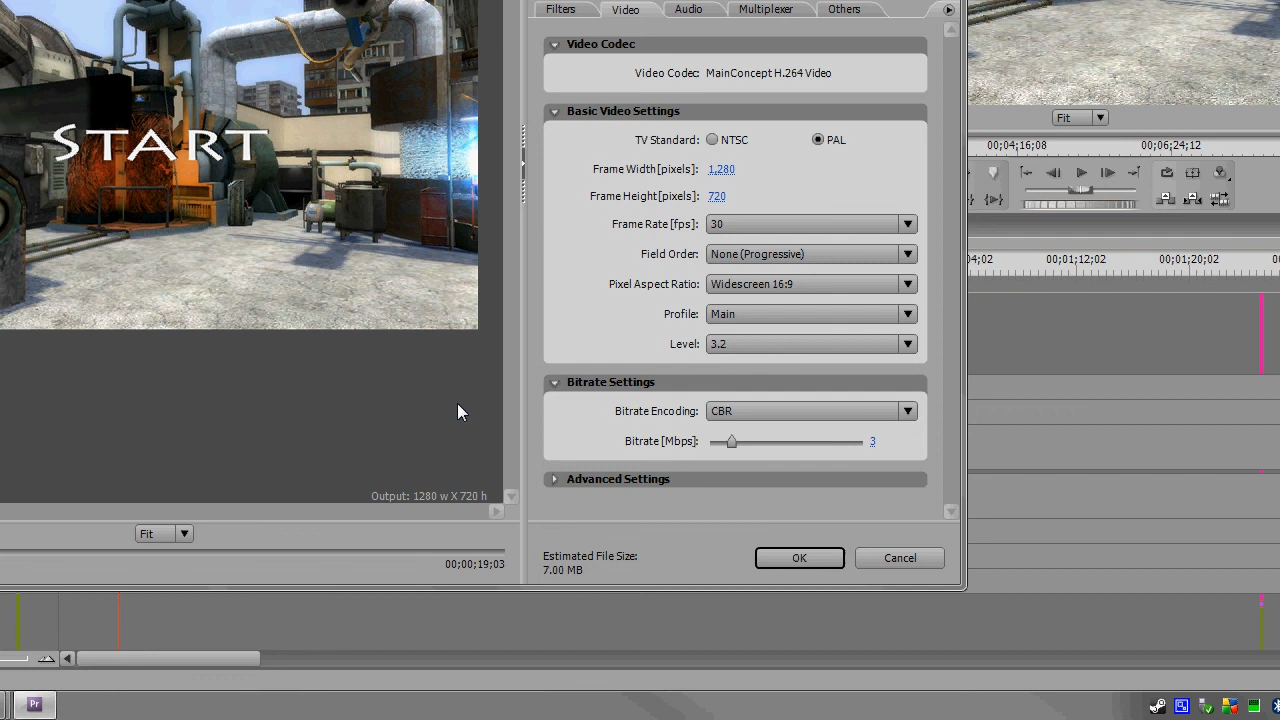 Filters
Video
Audio
Multiplexer
Others
Video Codec
Video Codec: MainConcept H.264 Video
Basic Video Settings
TV Standard: NTSC PAL
Frame Width[pixels]: 1,280
Frame Height[pixels]: 720
Frame Rate [fps]: 30
Field Order: None (Progressive)
Pixel Aspect Ratio: Widescreen 16:9
Profile: Main
Level: 3.2
Bitrate Settings
Bitrate Encoding: CBR
Bitrate [Mbps]: 3
Advanced Settings
Estimated File Size:
7.00 MB
OK
Cancel
START
Output: 1280 w X 720 h
Fit
00;00;19;03
Fit
00;04;16;08
00;06;24;12
4;02
00;01;12;02
00;01;20;02
00;
Pr